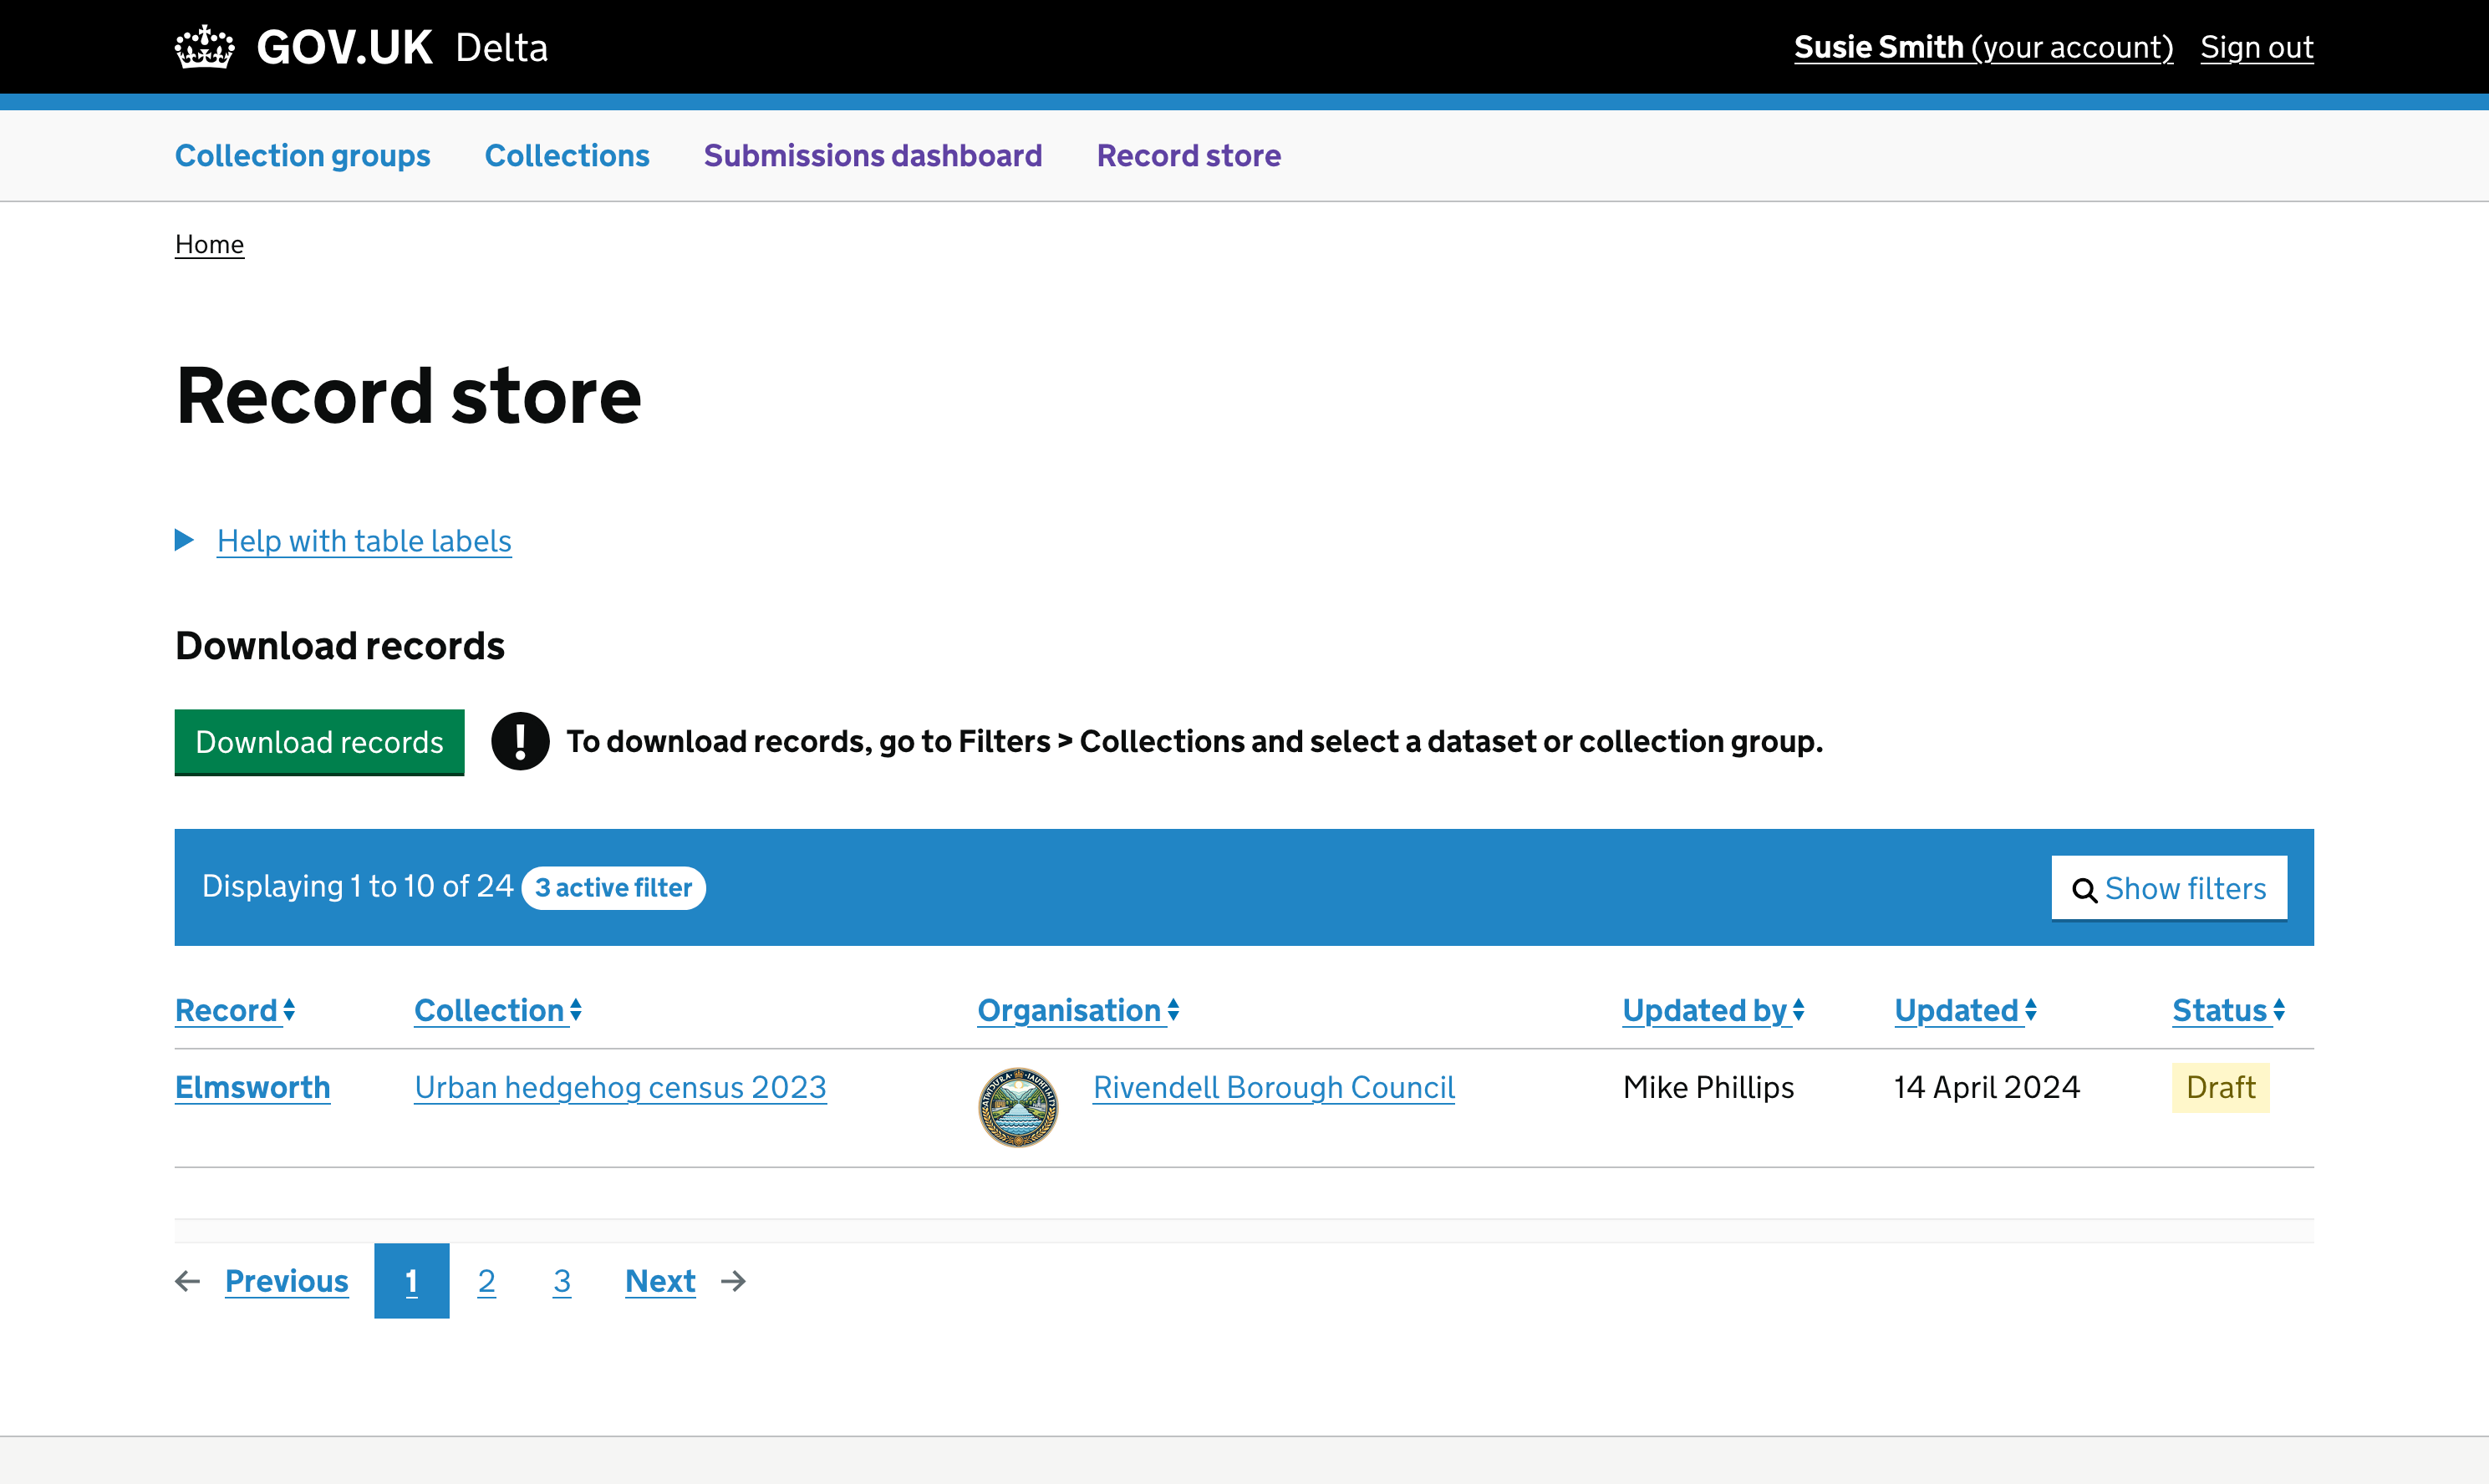 GOV.UK Delta
Susie Smith (your account) Sign out
Collection groups Collections Submissions dashboard Record store
Home
Record store
Help with table labels
Download records
Download records ! To download records, go to Filters > Collections and select a dataset or collection group.
Displaying 1 to 10 of 24 3 active filter Show filters
Record Collection Organisation Updated by Updated Status
Elmsworth Urban hedgehog census 2023 Rivendell Borough Council Mike Phillips 14 April 2024 Draft
← Previous 1 2 3 Next →